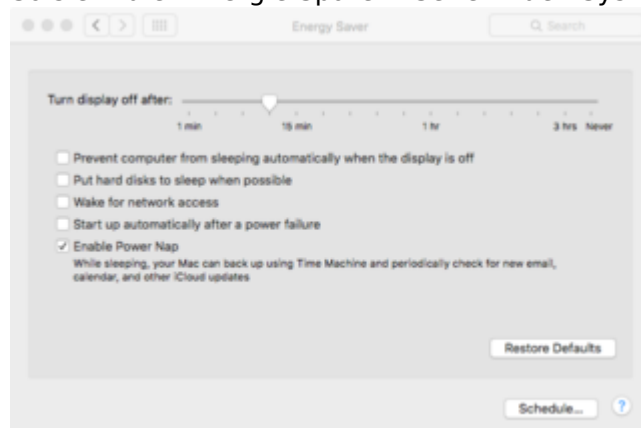 Energy Saver
Search
Turn display off after:
1 min 15 min 1 hr 3 hrs Never
Prevent computer from sleeping automatically when the display is off
Put hard disks to sleep when possible
Wake for network access
Start up automatically after a power failure
Enable Power Nap
While sleeping, your Mac can back up using Time Machine and periodically check for new email,
calendar, and other iCloud updates
Restore Defaults
Schedule... ?